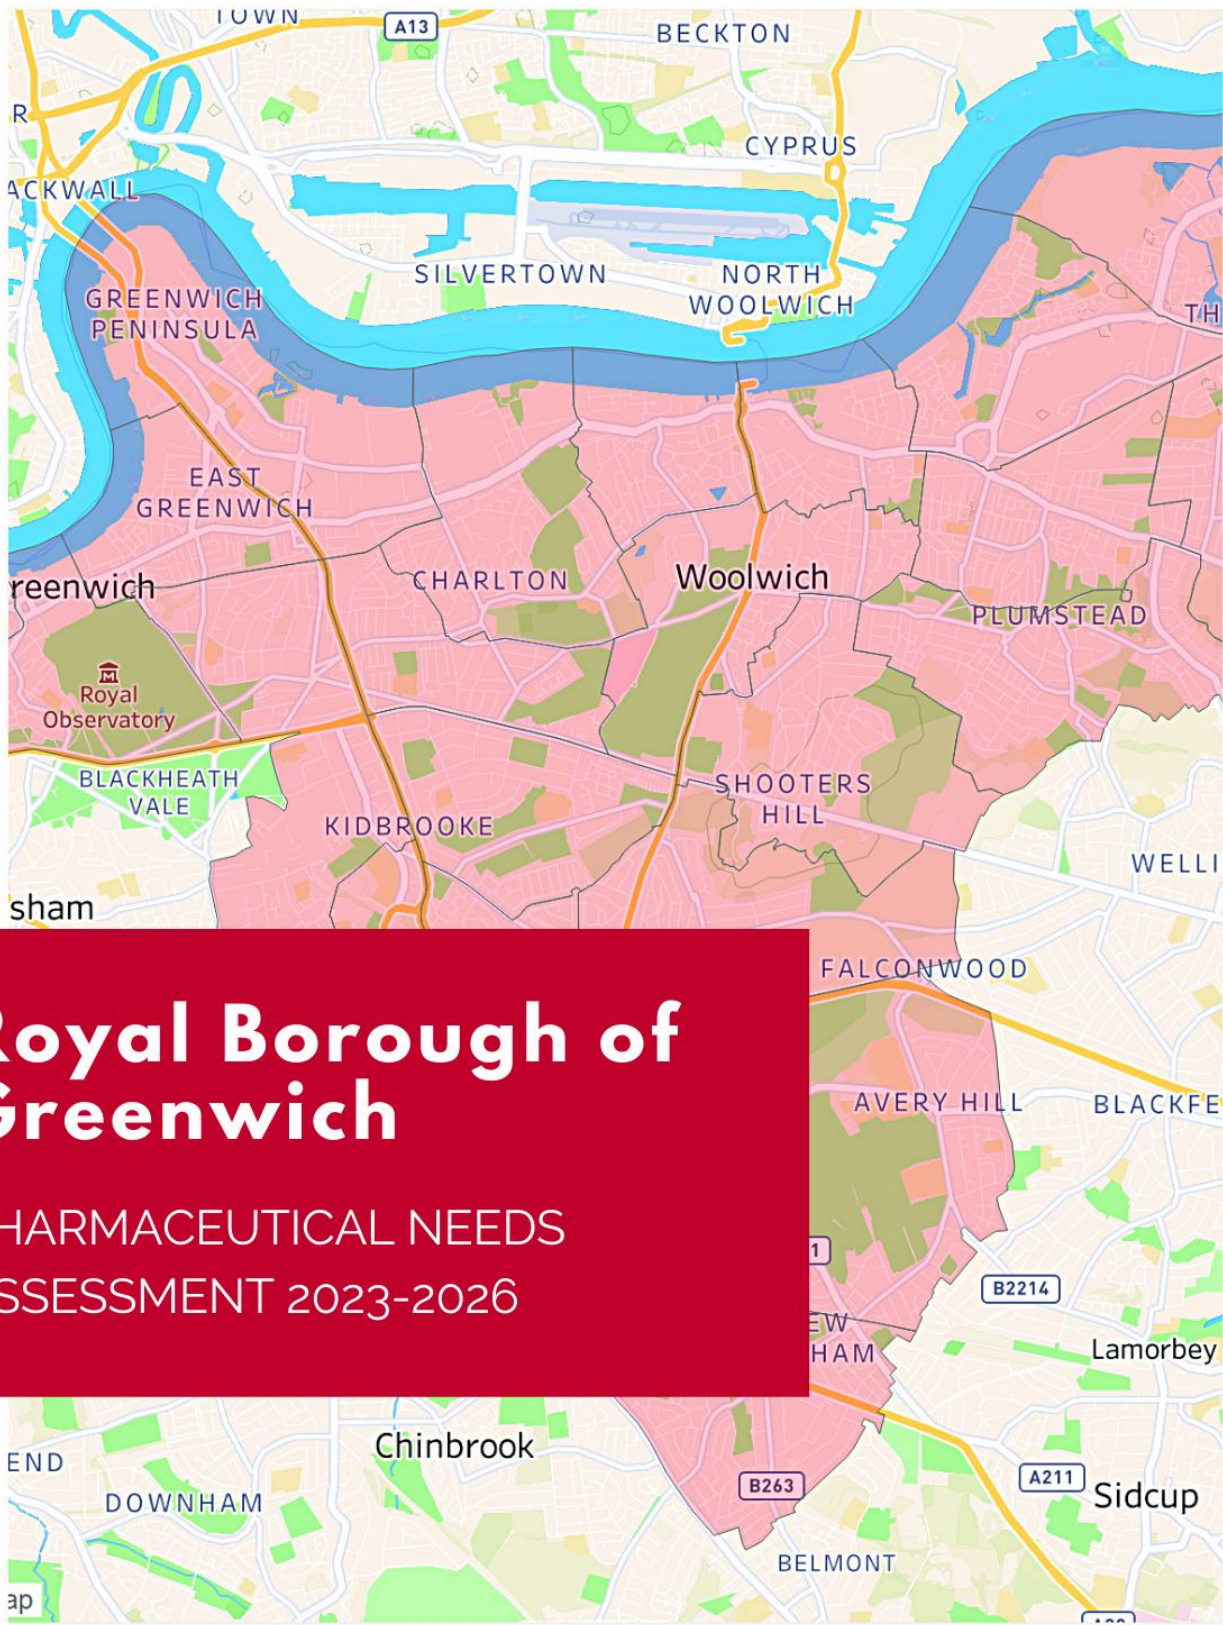 TOWN
A13
BECKTON
R
CYPRUS
ACKWALL
SILVERTOWN
NORTH
WOOLWICH
GREENWICH
PENINSULA
TH
EAST
GREENWICH
reenwich
CHARLTON
Woolwich
PLUMSTEAD
Royal
Observatory
BLACKHEATH
VALE
SHOOTERS
HILL
KIDBROOKE
WELLI
sham
FALCONWOOD
Royal Borough of
Greenwich
AVERY HILL
BLACKFE
HARMACEUTICAL NEEDS
SSESSMENT 2023-2026
1
B2214
EW
HAM
Lamorbey
Chinbrook
END
A211
B263
Sidcup
DOWNHAM
BELMONT
ap